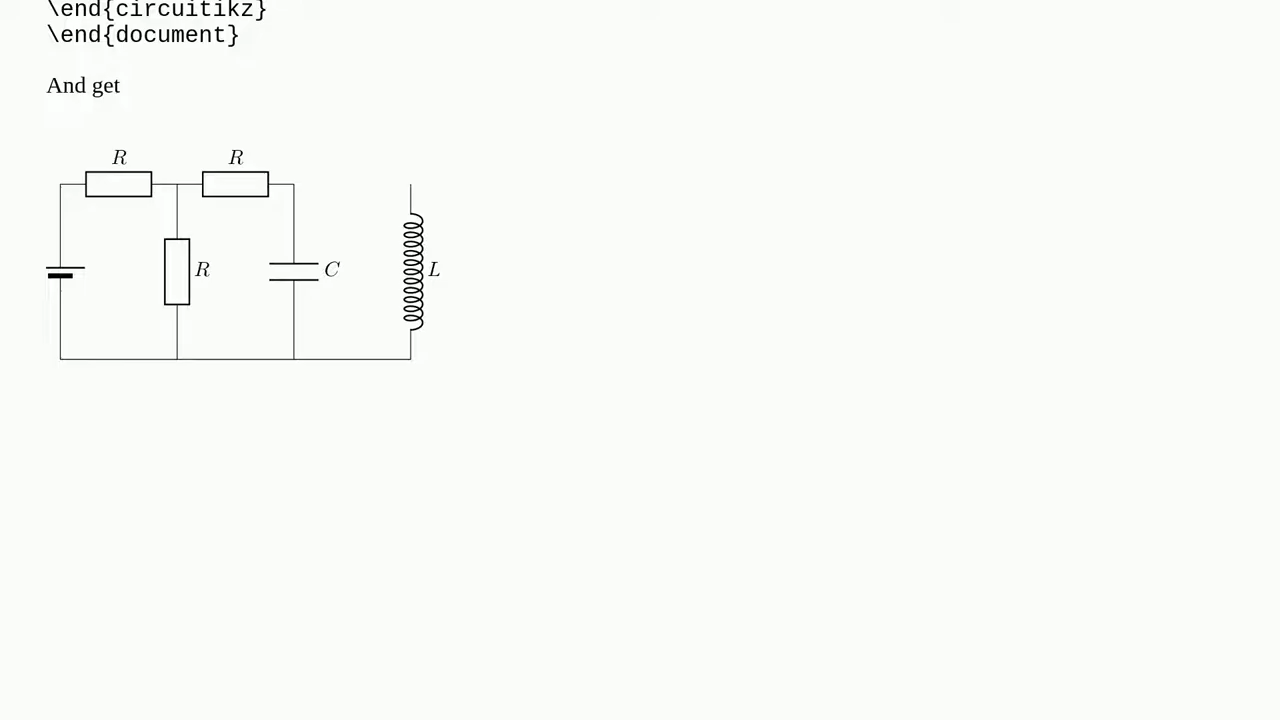 \end{circuitikz}
\end{document}
And get
R R
R C L